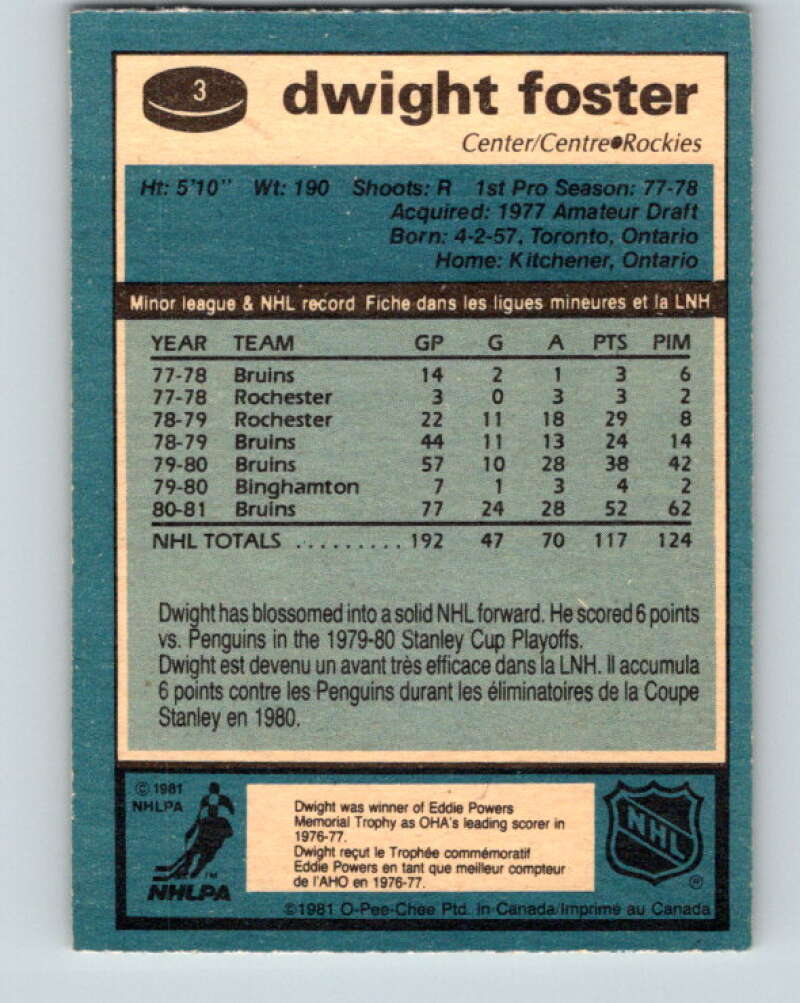 3
dwight foster
Center/Centre●Rockies
Ht: 5'10" Wt: 190 Shoots: R 1st Pro Season: 77-78
Acquired: 1977 Amateur Draft
Born: 4-2-57, Toronto, Ontario
Home: Kitchener, Ontario
Minor league & NHL record Fiche dans les ligues mineures et la LNH
YEAR TEAM GP G A PTS PIM
77-78 Bruins 14 2 1 3 6
77-78 Rochester 3 0 3 3 2
78-79 Rochester 22 11 18 29 8
78-79 Bruins 44 11 13 24 14
79-80 Bruins 57 10 28 38 42
79-80 Binghamton 7 1 3 4 2
80-81 Bruins 77 24 28 52 62
NHL TOTALS ......... 192 47 70 117 124
Dwight has blossomed into a solid NHL forward. He scored 6 points
vs. Penguins in the 1979-80 Stanley Cup Playoffs.
Dwight est devenu un avant très efficace dans la LNH. Il accumula
6 points contre les Penguins durant les éliminatoires de la Coupe
Stanley en 1980.
© 1981
NHLPA
TM
NHLPA
Dwight was winner of Eddie Powers
Memorial Trophy as OHA's leading scorer in
1976-77.
Dwight reçut le Trophée commémoratif
Eddie Powers en tant que meilleur compteur
de l'AHO en 1976-77.
NHL
®
©1981 O-Pee-Chee Ptd. in Canada/Imprimé au Canada